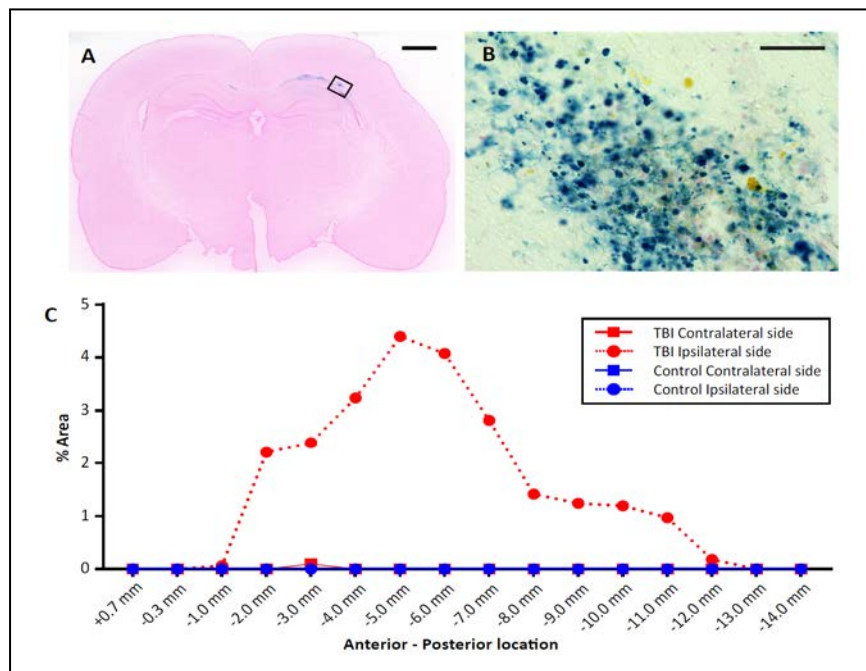 A
B
C
5
4
3
2
1
0
% Area
TBI Contralateral side
TBI Ipsilateral side
Control Contralateral side
Control Ipsilateral side
+0.7 mm
-0.3 mm
-1.0 mm
-2.0 mm
-3.0 mm
-4.0 mm
-5.0 mm
-6.0 mm
-7.0 mm
-8.0 mm
-9.0 mm
-10.0 mm
-11.0 mm
-12.0 mm
-13.0 mm
-14.0 mm
Anterior - Posterior location